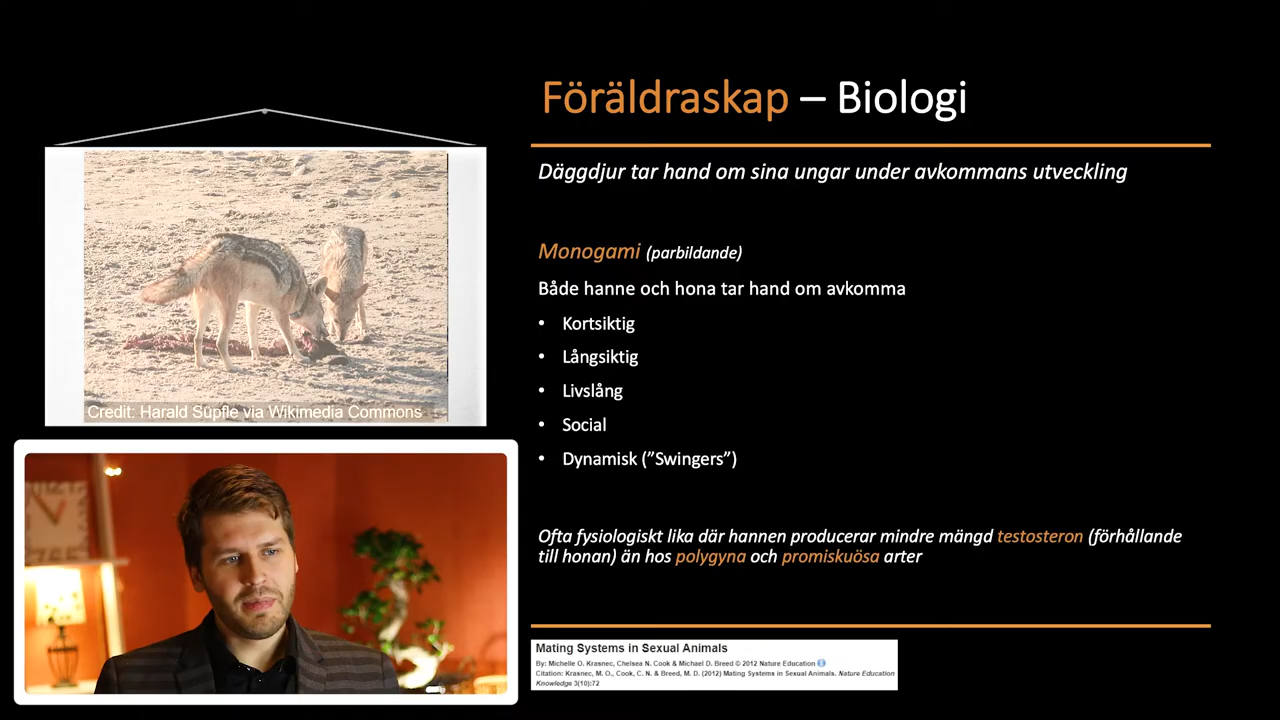 Föräldraskap – Biologi
Däggdjur tar hand om sina ungar under avkommans utveckling
Monogami (parbildande)
Både hanne och hona tar hand om avkomma
• Kortsiktig
• Långsiktig
• Livslång
• Social
• Dynamisk (”Swingers”)
Ofta fysiologiskt lika där hannen producerar mindre mängd testosteron (förhållande
till honan) än hos polygyna och promiskuösa arter
Credit: Harald Süpfle via Wikimedia Commons
Mating Systems in Sexual Animals
By: Michelle O. Krasnec, Chelsea N. Cook & Michael D. Breed © 2012 Nature Education
Citation: Krasnec, M. O., Cook, C. N. & Breed, M. D. (2012) Mating Systems in Sexual Animals. Nature Education
Knowledge 3(10):72